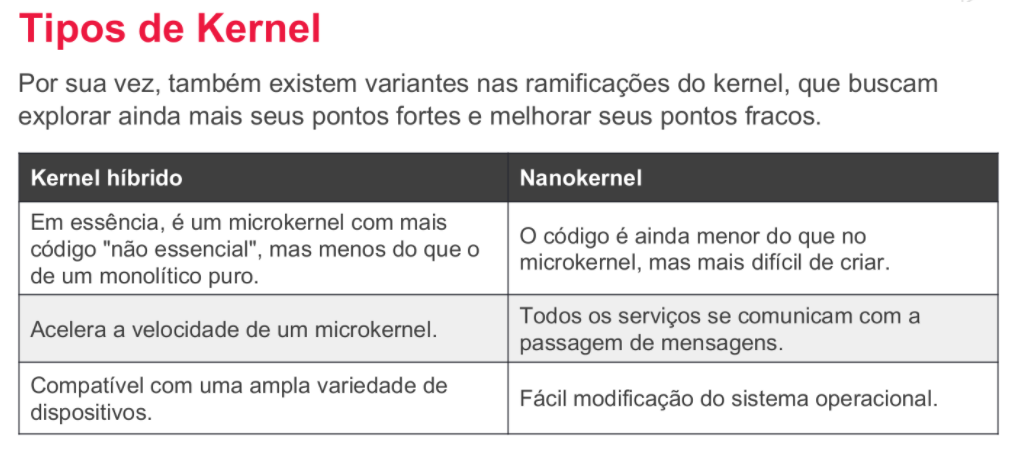 Tipos de Kernel
Por sua vez, também existem variantes nas ramificações do kernel, que buscam
explorar ainda mais seus pontos fortes e melhorar seus pontos fracos.
Kernel híbrido
Nanokernel
Em essência, é um microkernel com mais
código "não essencial", mas menos do que o
de um monolítico puro.
O código é ainda menor do que no
microkernel, mas mais difícil de criar.
Acelera a velocidade de um microkernel.
Todos os serviços se comunicam com a
passagem de mensagens.
Compatível com uma ampla variedade de
dispositivos.
Fácil modificação do sistema operacional.